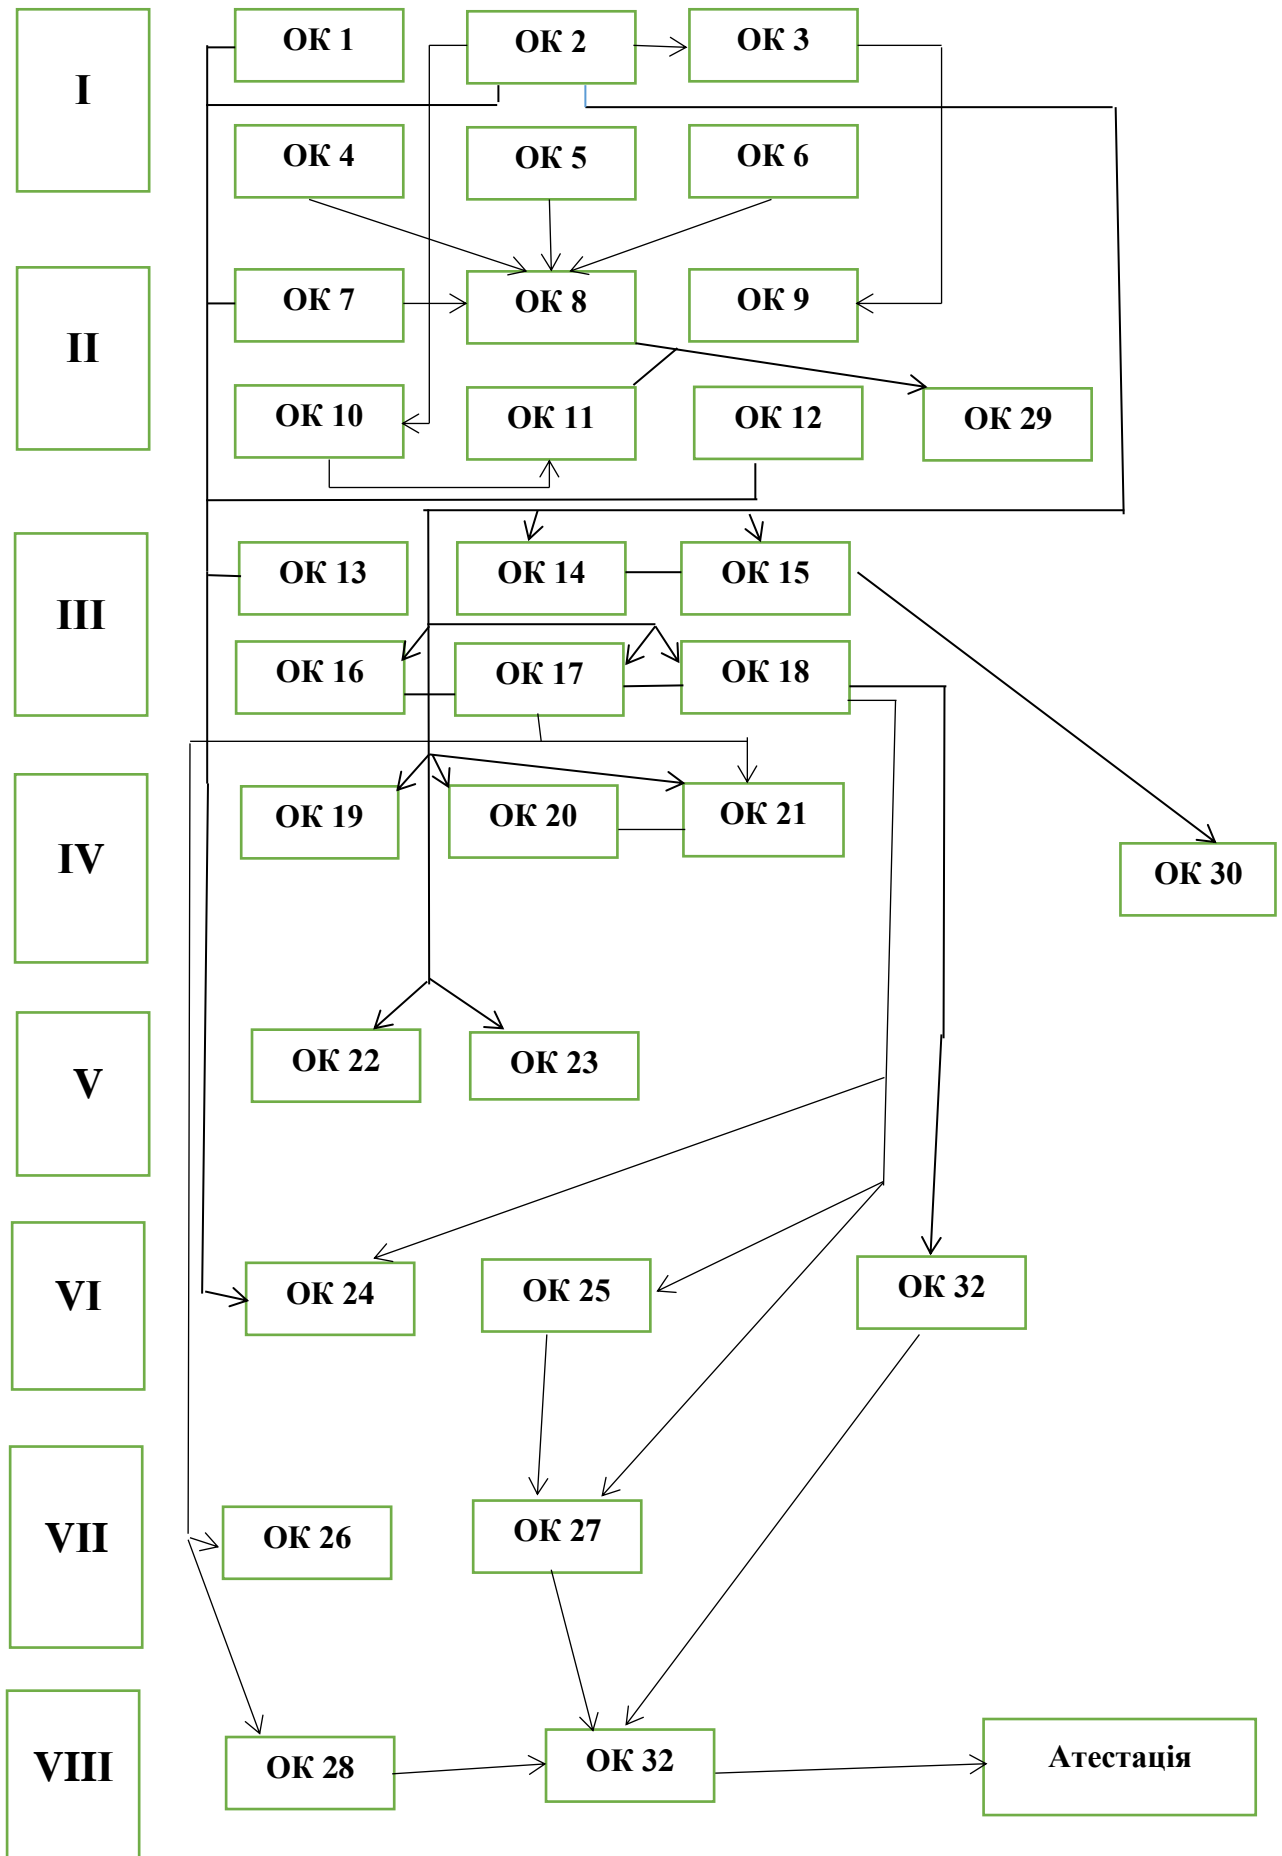 I
ОК 1
ОК 2
ОК 3
ОК 4
ОК 5
ОК 6
II
ОК 7
ОК 8
ОК 9
ОК 10
ОК 11
ОК 12
ОК 29
III
ОК 13
ОК 14
ОК 15
ОК 16
ОК 17
ОК 18
IV
ОК 19
ОК 20
ОК 21
ОК 30
V
ОК 22
ОК 23
VI
ОК 24
ОК 25
ОК 32
VII
ОК 26
ОК 27
VIII
ОК 28
ОК 32
Атестація